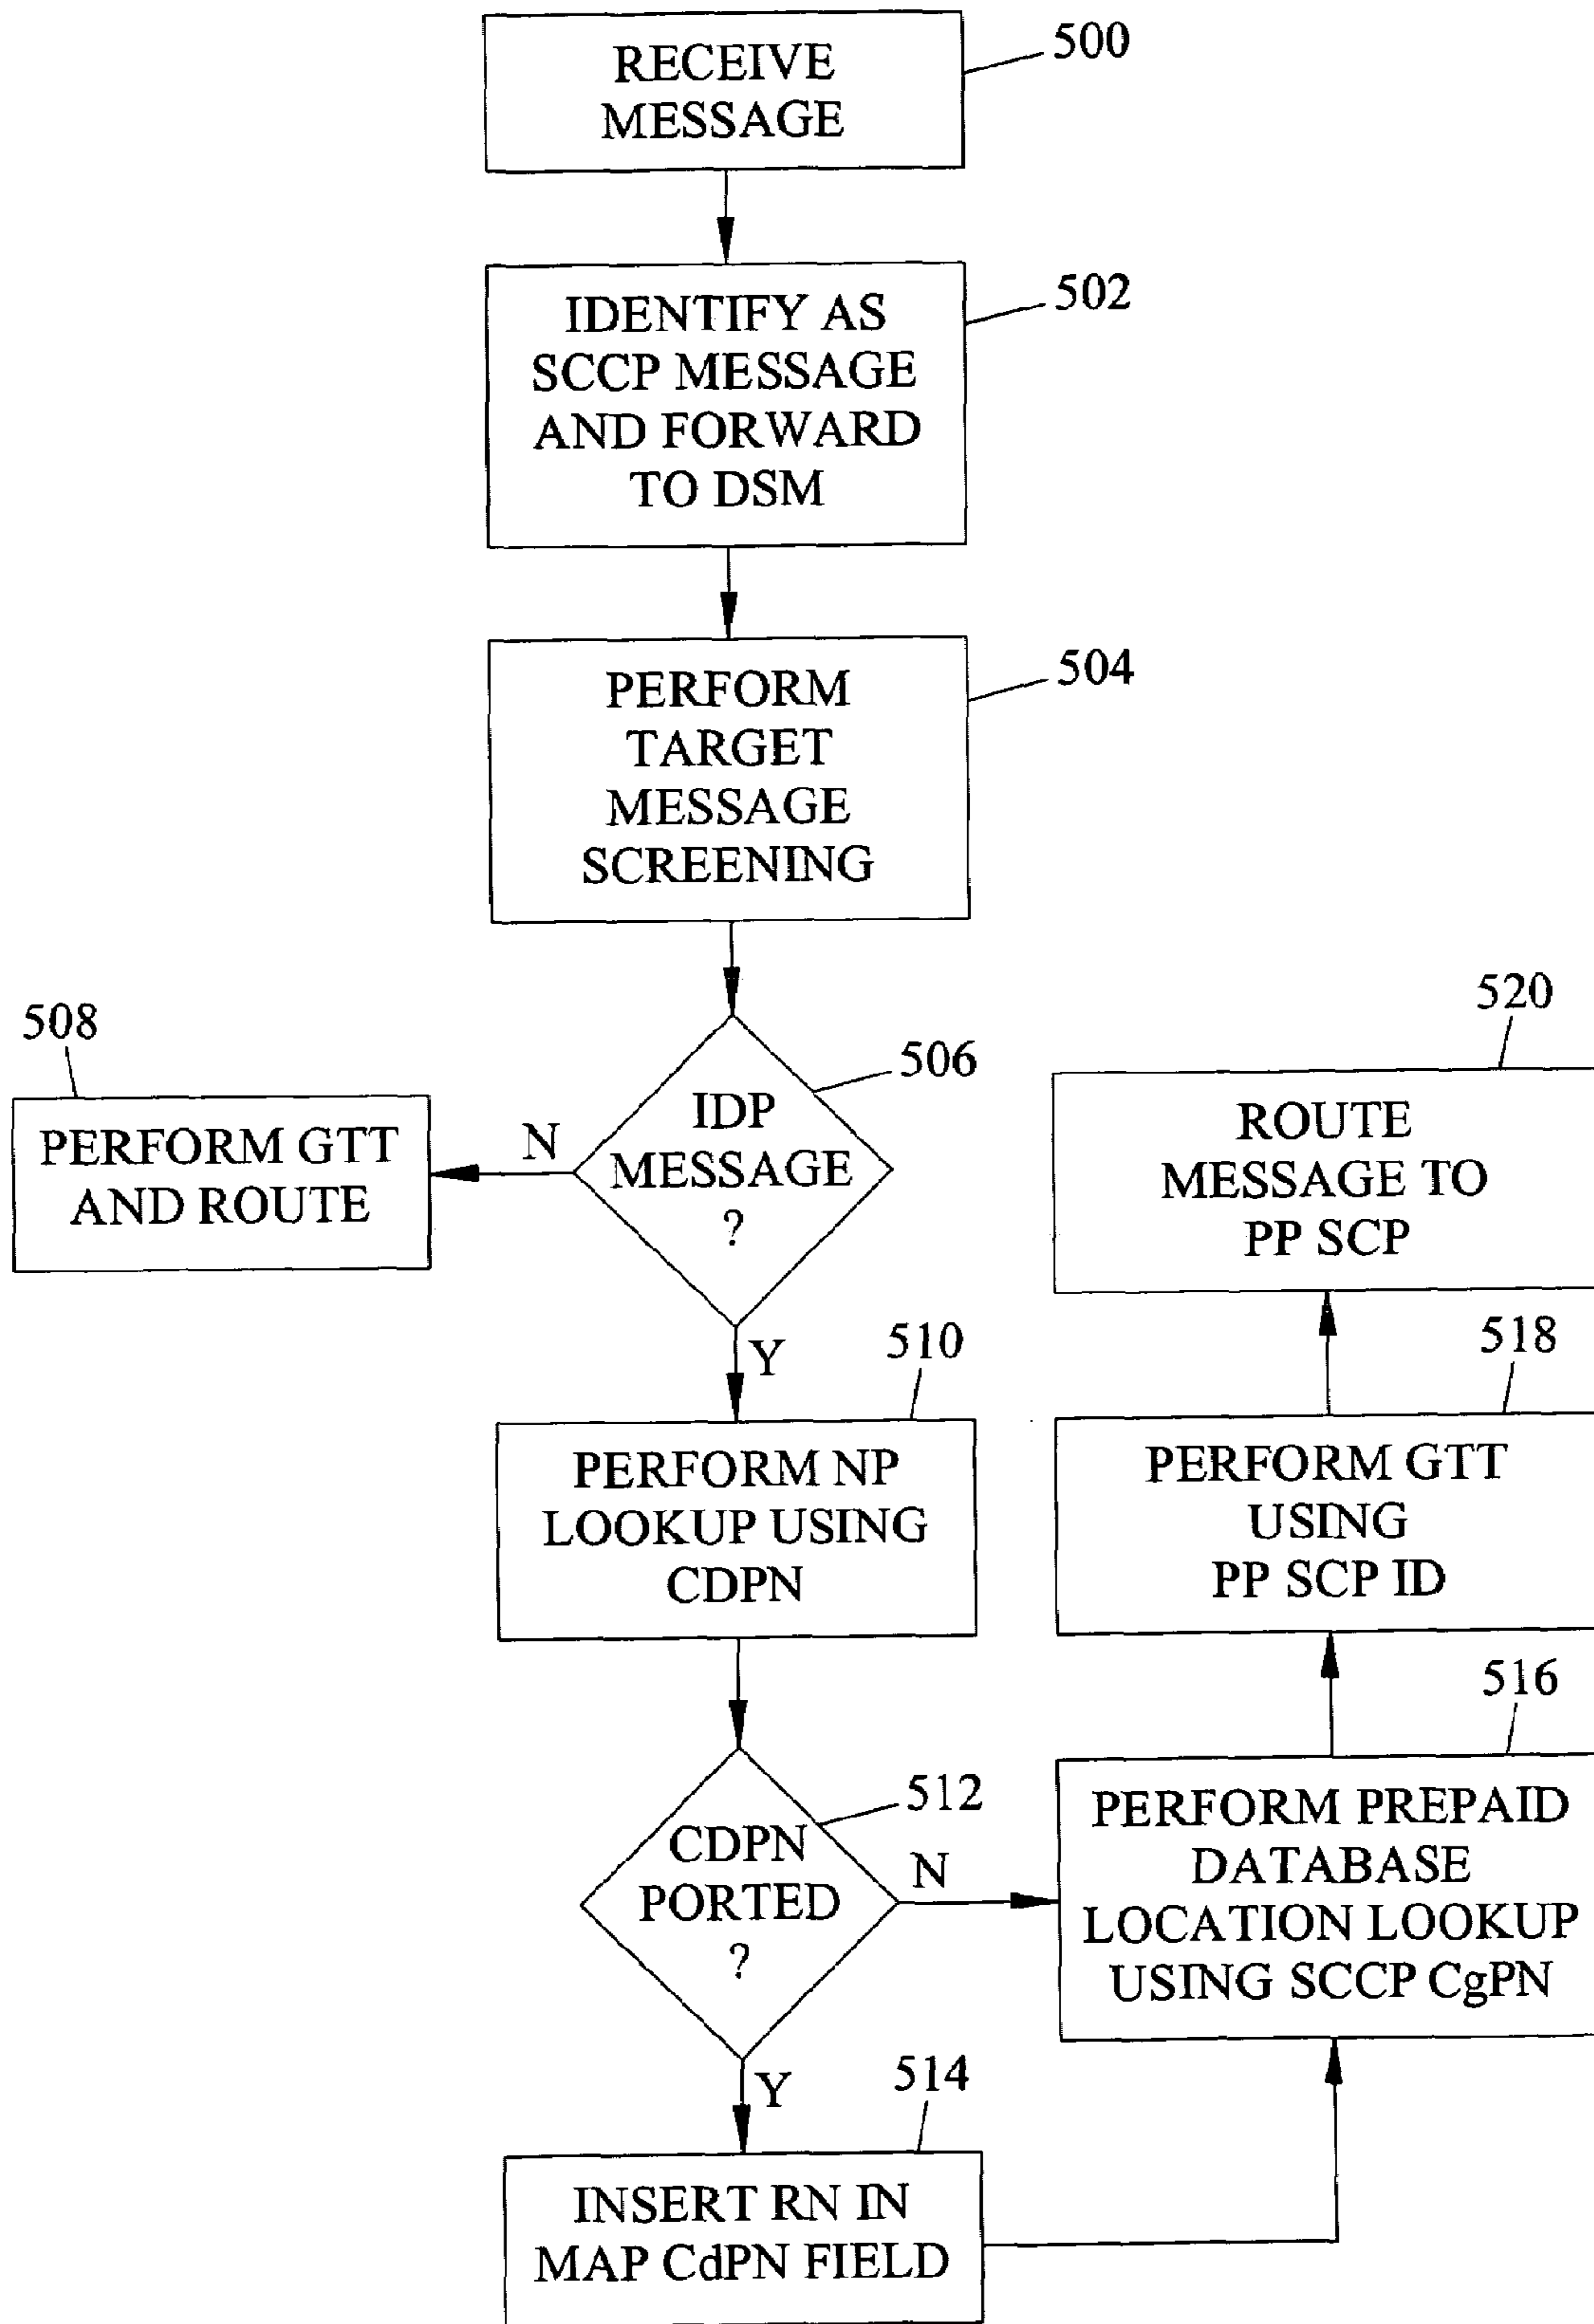 RECEIVE
MESSAGE
500
IDENTIFY AS
SCCP MESSAGE
AND FORWARD
TO DSM
502
PERFORM
TARGET
MESSAGE
SCREENING
504
IDP
MESSAGE
?
506
N
508
PERFORM GTT
AND ROUTE
Y
510
PERFORM NP
LOOKUP USING
CDPN
CDPN
PORTED
?
512
N
Y
514
INSERT RN IN
MAP CdPN FIELD
516
PERFORM PREPAID
DATABASE
LOCATION LOOKUP
USING SCCP CgPN
518
PERFORM GTT
USING
PP SCP ID
520
ROUTE
MESSAGE TO
PP SCP